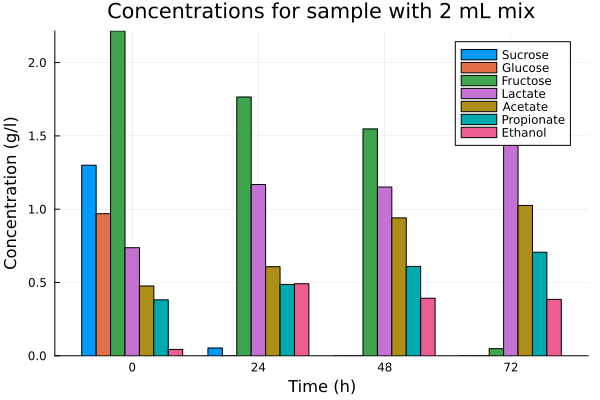 Concentrations for sample with 2 mL mix
Concentration (g/l)
2.0
1.5
1.0
0.5
0.0
Sucrose
Glucose
Fructose
Lactate
Acetate
Propionate
Ethanol
0 24 48 72
Time (h)